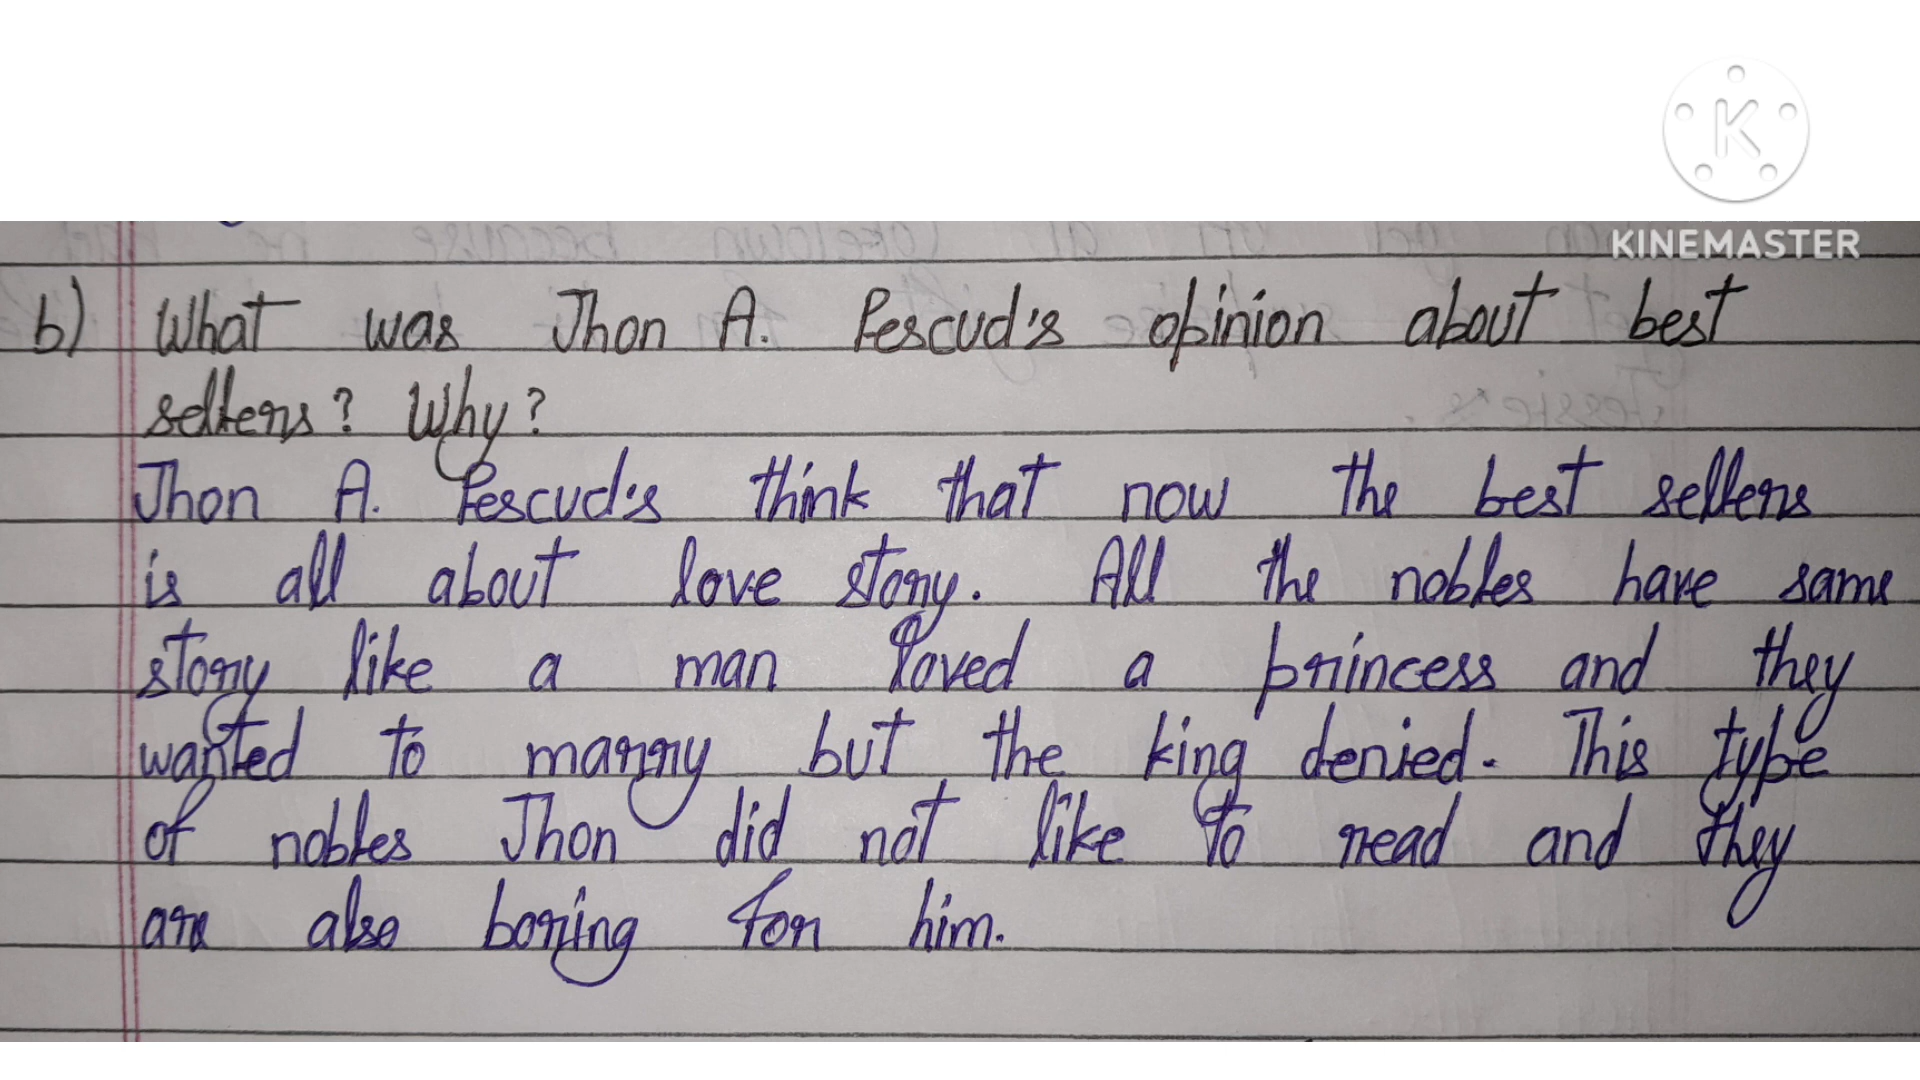 KINEMASTER
b) What was Jhon A. Pescud's opinion about best
sellers? Why?
Jhon A. Pescud's think that now the best sellers
is all about love story. All the nobles have same
story like a man loved a princess and they
wanted to marry but the king denied. This type
of nobles Jhon did not like to read and they
are also boring for him.